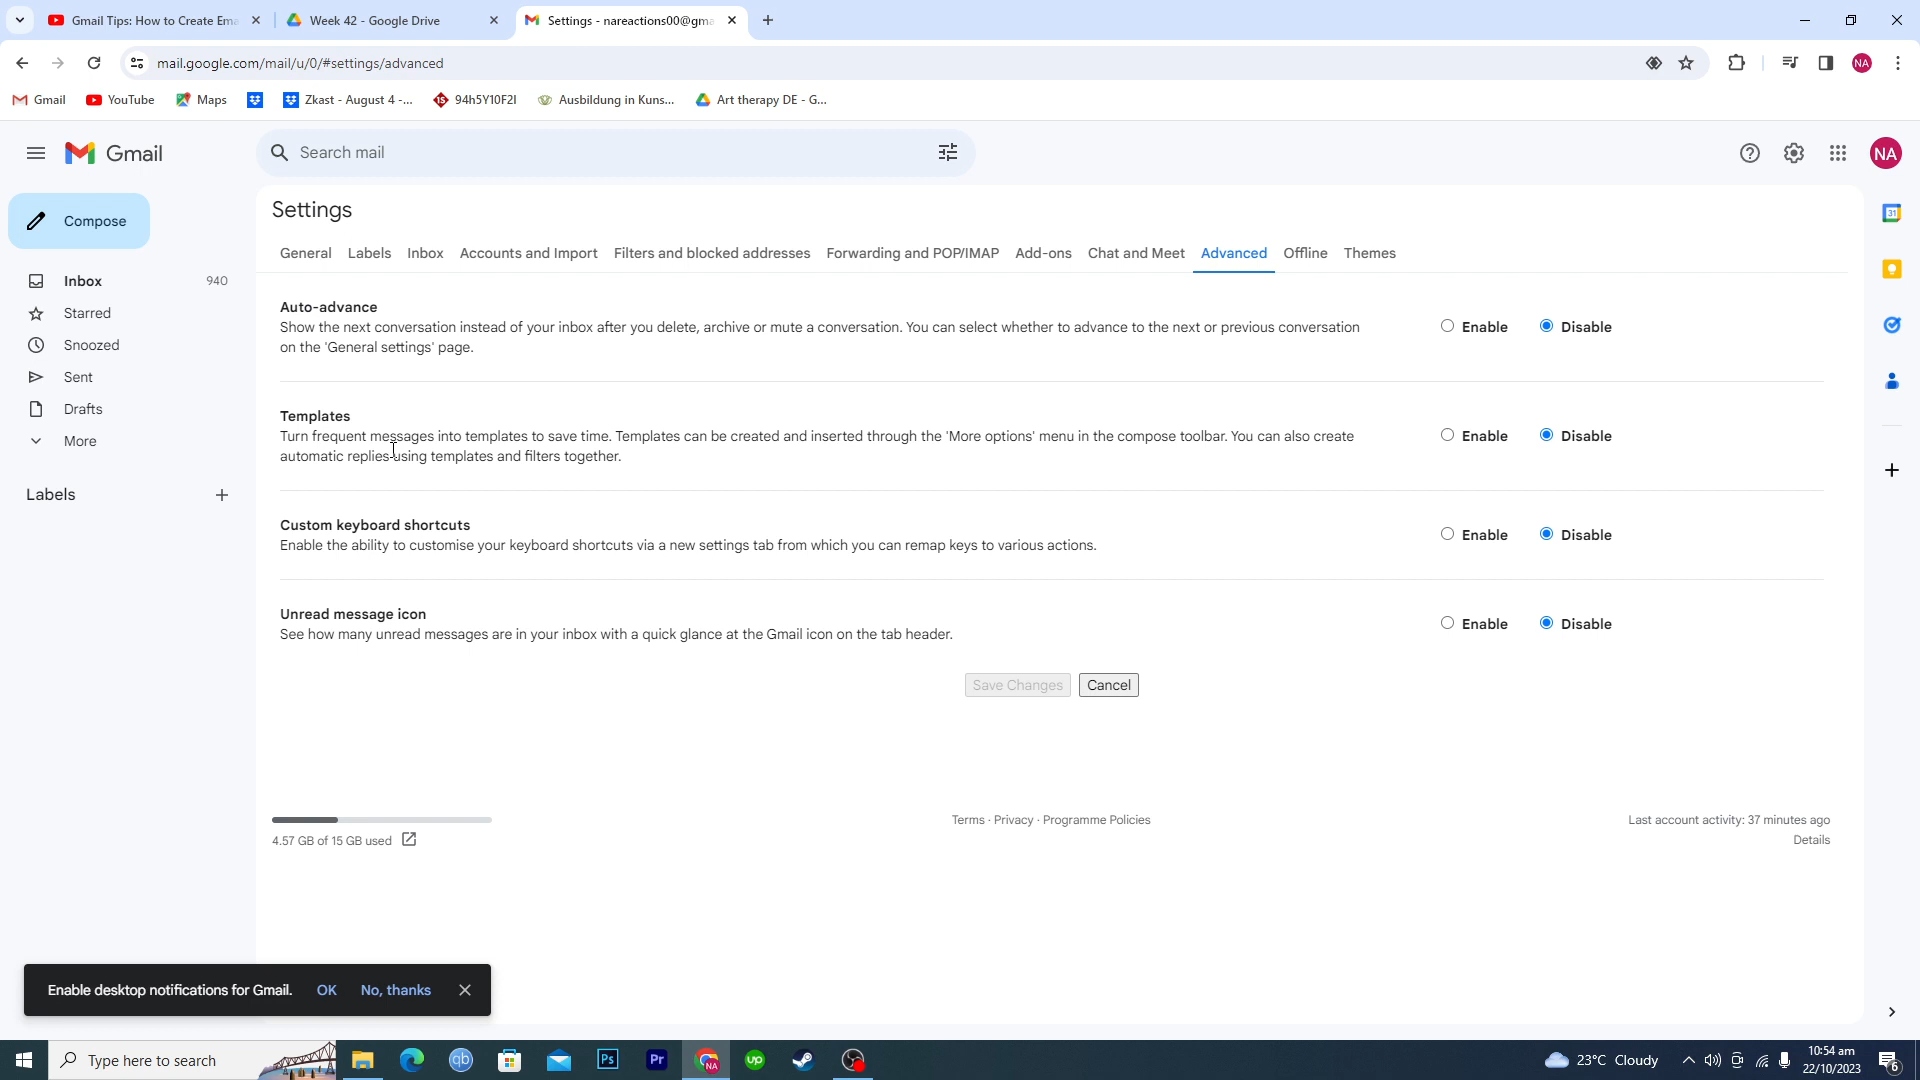 Gmail Tips: How to Create Ema
Week 42 - Google Drive
Settings - nareactions00@gma
mail.google.com/mail/u/0/#settings/advanced
NA
Gmail
YouTube
Maps
Zkast - August 4 -...
94h5Y10F2I
Ausbildung in Kuns...
Art therapy DE - G...
Gmail
Search mail
NA
Compose
Settings
General
Labels
Inbox
Accounts and Import
Filters and blocked addresses
Forwarding and POP/IMAP
Add-ons
Chat and Meet
Advanced
Offline
Themes
Inbox 940
Starred
Snoozed
Sent
Drafts
More
Labels
Auto-advance
Show the next conversation instead of your inbox after you delete, archive or mute a conversation. You can select whether to advance to the next or previous conversation
on the 'General settings' page.
Enable
Disable
Templates
Turn frequent messages into templates to save time. Templates can be created and inserted through the 'More options' menu in the compose toolbar. You can also create
automatic replies using templates and filters together.
Enable
Disable
Custom keyboard shortcuts
Enable the ability to customise your keyboard shortcuts via a new settings tab from which you can remap keys to various actions.
Enable
Disable
Unread message icon
See how many unread messages are in your inbox with a quick glance at the Gmail icon on the tab header.
Enable
Disable
Save Changes
Cancel
4.57 GB of 15 GB used
Terms · Privacy · Programme Policies
Last account activity: 37 minutes ago
Details
31
Enable desktop notifications for Gmail.
OK
No, thanks
Type here to search
qb
Ps
Pr
NA
up
23°C Cloudy
10:54 am
22/10/2023
6